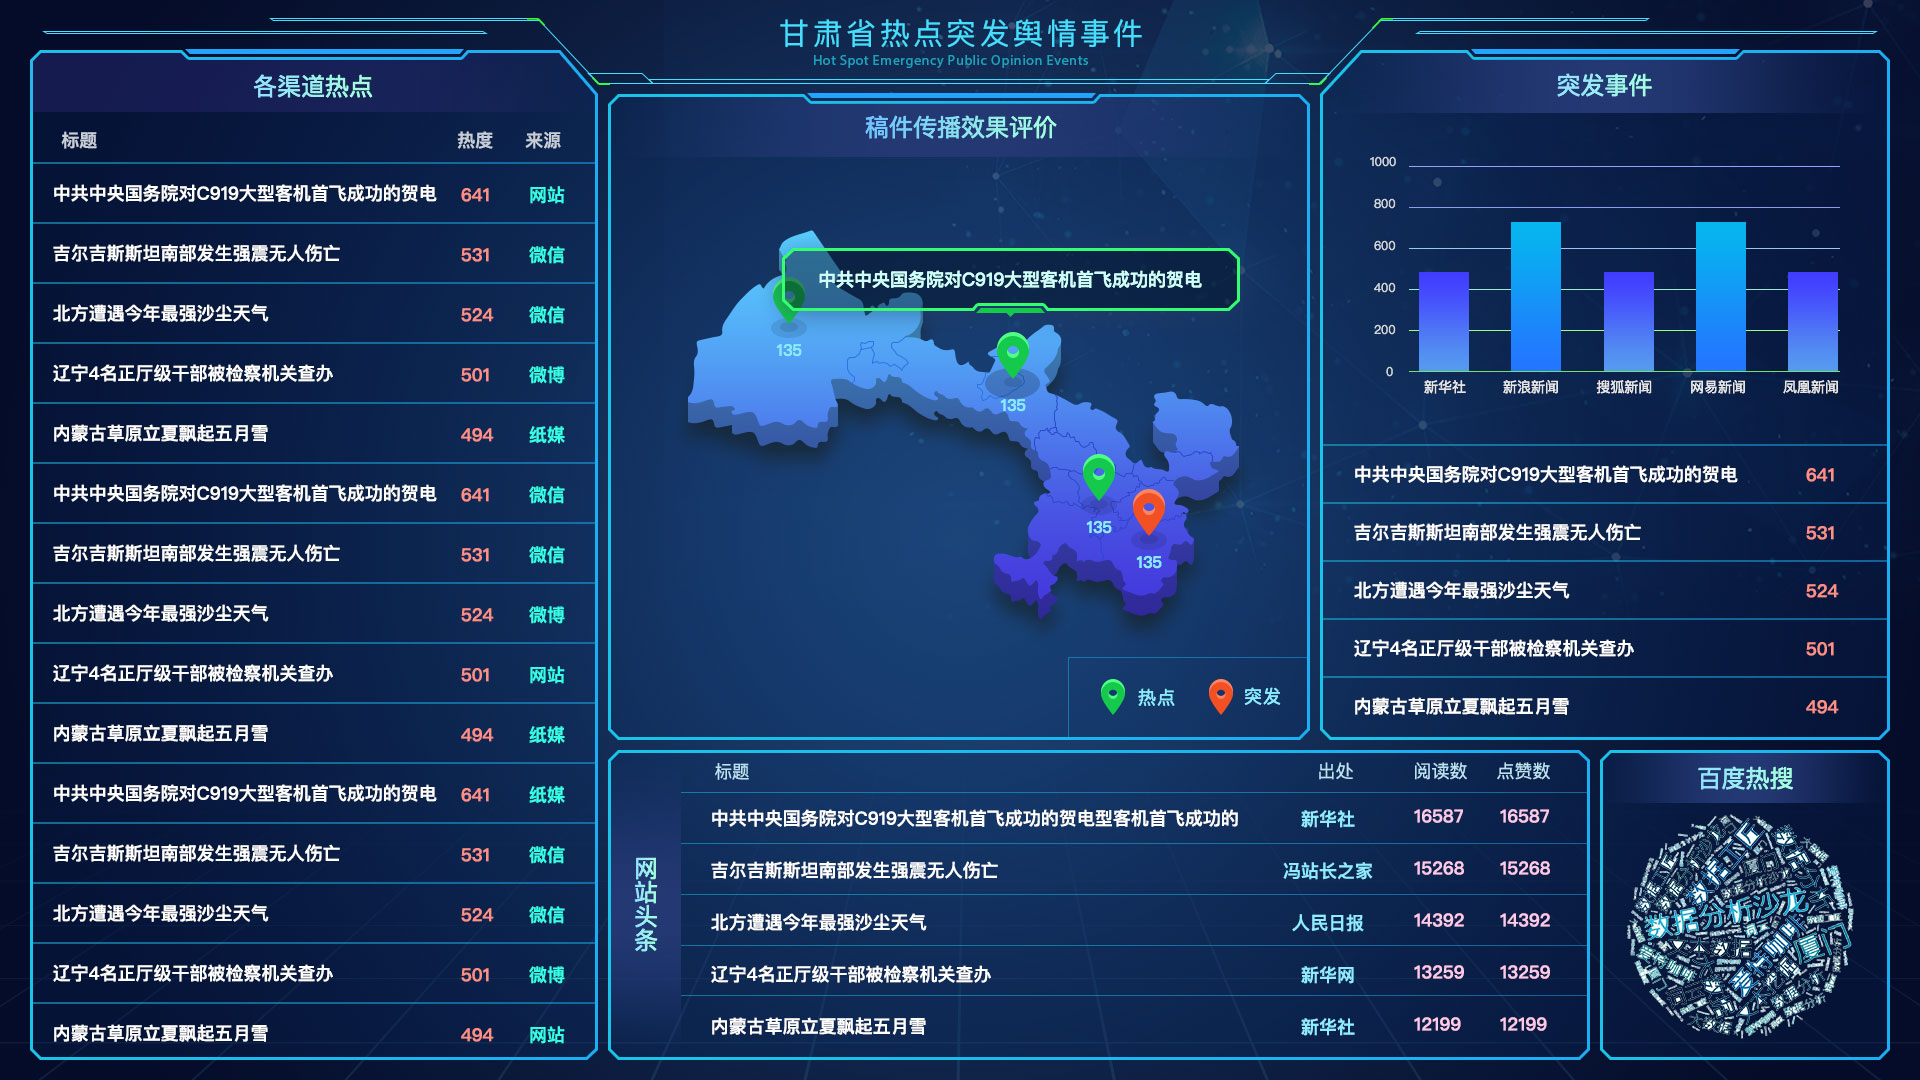 甘肃省热点突发舆情事件
Hot Spot Emergency Public Opinion Events
各渠道热点
标题 热度 来源
中共中央国务院对C919大型客机首飞成功的贺电 641 网站
吉尔吉斯斯坦南部发生强震无人伤亡 531 微信
北方遭遇今年最强沙尘天气 524 微信
辽宁4名正厅级干部被检察机关查办 501 微博
内蒙古草原立夏飘起五月雪 494 纸媒
中共中央国务院对C919大型客机首飞成功的贺电 641 微信
吉尔吉斯斯坦南部发生强震无人伤亡 531 微信
北方遭遇今年最强沙尘天气 524 微博
辽宁4名正厅级干部被检察机关查办 501 网站
内蒙古草原立夏飘起五月雪 494 纸媒
中共中央国务院对C919大型客机首飞成功的贺电 641 纸媒
吉尔吉斯斯坦南部发生强震无人伤亡 531 微信
北方遭遇今年最强沙尘天气 524 微信
辽宁4名正厅级干部被检察机关查办 501 微博
内蒙古草原立夏飘起五月雪 494 网站
稿件传播效果评价
中共中央国务院对C919大型客机首飞成功的贺电
135
135
135
135
热点 突发
突发事件
1000
800
600
400
200
0
新华社 新浪新闻 搜狐新闻 网易新闻 凤凰新闻
中共中央国务院对C919大型客机首飞成功的贺电 641
吉尔吉斯斯坦南部发生强震无人伤亡 531
北方遭遇今年最强沙尘天气 524
辽宁4名正厅级干部被检察机关查办 501
内蒙古草原立夏飘起五月雪 494
网站头条
标题 出处 阅读数 点赞数
中共中央国务院对C919大型客机首飞成功的贺电型客机首飞成功的 新华社 16587 16587
吉尔吉斯斯坦南部发生强震无人伤亡 冯站长之家 15268 15268
北方遭遇今年最强沙尘天气 人民日报 14392 14392
辽宁4名正厅级干部被检察机关查办 新华网 13259 13259
内蒙古草原立夏飘起五月雪 新华社 12199 12199
百度热搜
数据分析沙龙
大数据
厦门